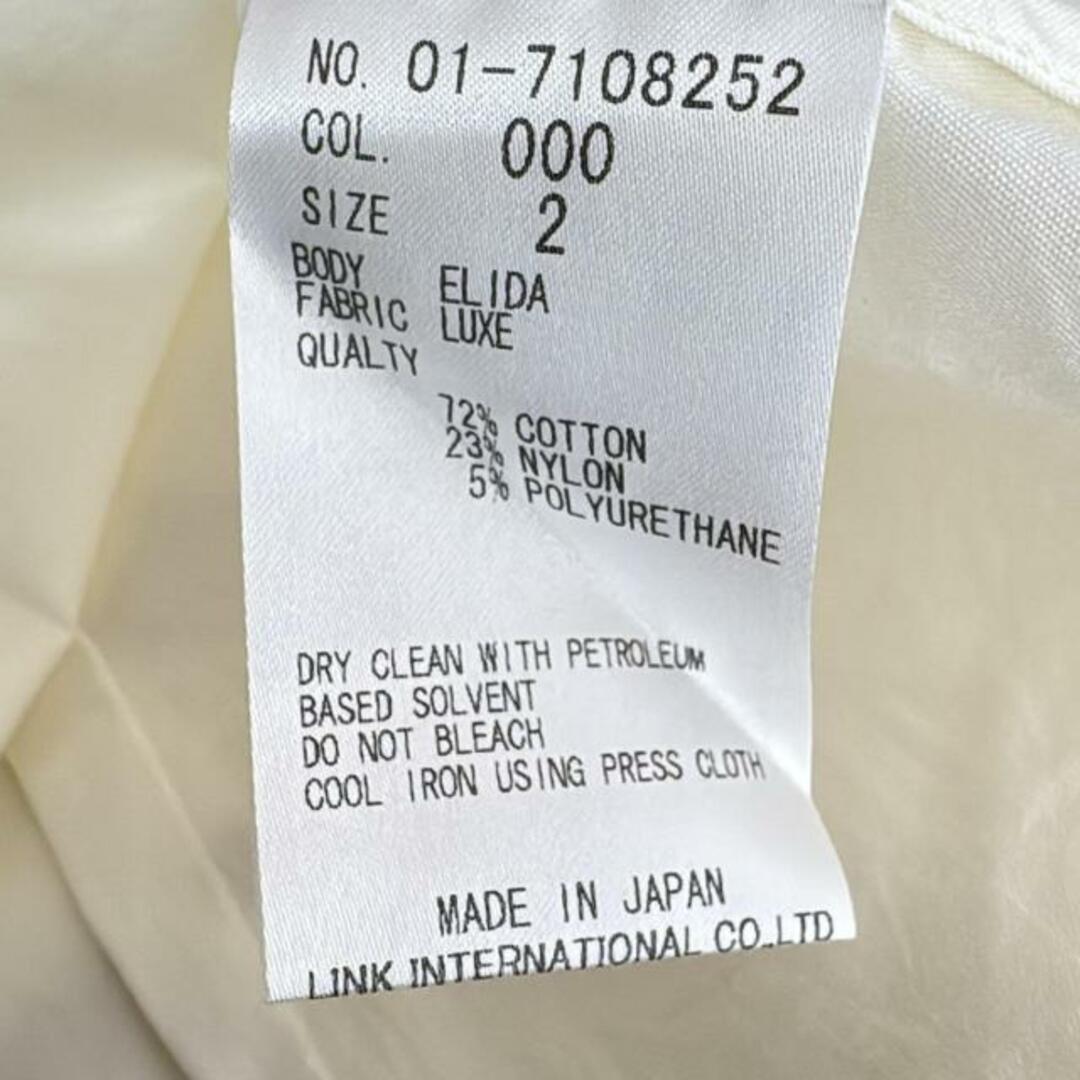 NO. 01-7108252
COL. 000
SIZE 2
BODY ELIDA
FABRIC LUXE
QUALTY
72% COTTON
23% NYLON
5% POLYURETHANE
DRY CLEAN WITH PETROLEUM
BASED SOLVENT
DO NOT BLEACH
COOL IRON USING PRESS CLOTH
MADE IN JAPAN
LINK INTERNATIONAL CO.,LTD